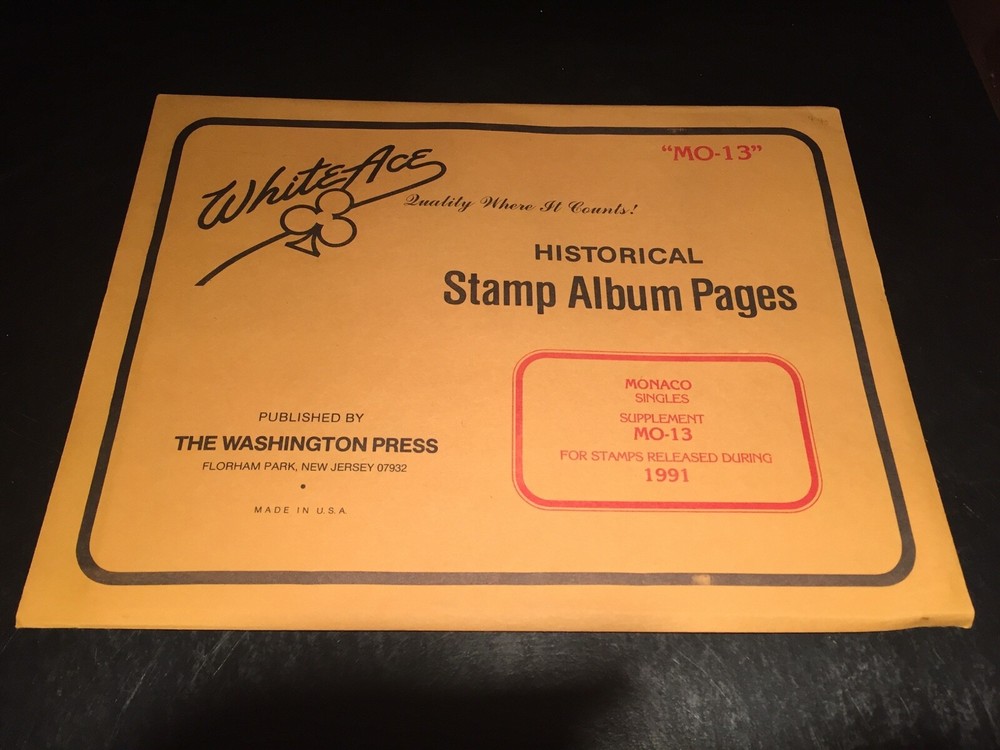 "MO-13"
White Ace
Quality Where It Counts!
HISTORICAL
Stamp Album Pages
MONACO
SINGLES
SUPPLEMENT
MO-13
FOR STAMPS RELEASED DURING
1991
PUBLISHED BY
THE WASHINGTON PRESS
FLORHAM PARK, NEW JERSEY 07932
•
MADE IN U.S.A.